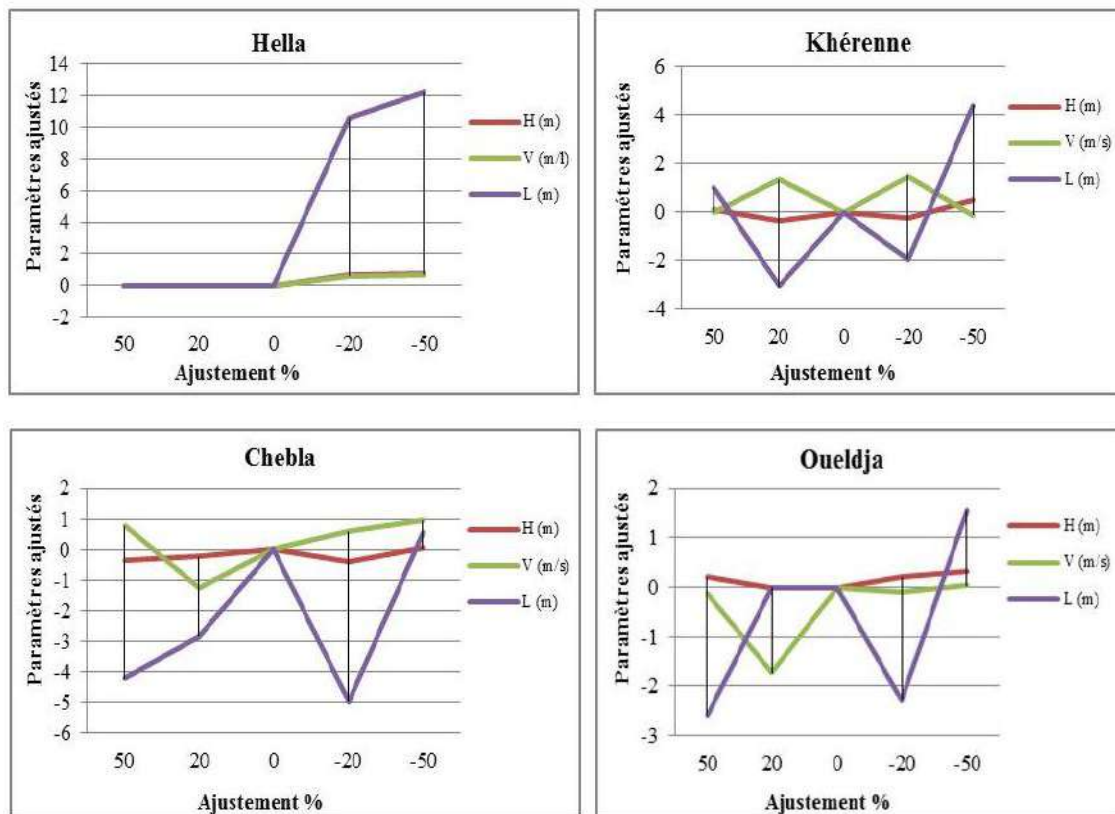 Hella
Paramètres ajustés
14
12
10
8
6
4
2
0
-2
50 20 0 -20 -50
Ajustement %
H (m)
V (m/l)
L (m)
Khérenne
Paramètres ajustés
6
4
2
0
-2
-4
50 20 0 -20 -50
Ajustement %
H (m)
V (m/s)
L (m)
Chebla
Paramètres ajustés
2
1
0
-1
-2
-3
-4
-5
-6
50 20 0 -20 -50
Ajustement %
H (m)
V (m/s)
L (m)
Oueldja
Paramètres ajustés
2
1
0
-1
-2
-3
50 20 0 -20 -50
Ajustement %
H (m)
V (m/s)
L (m)